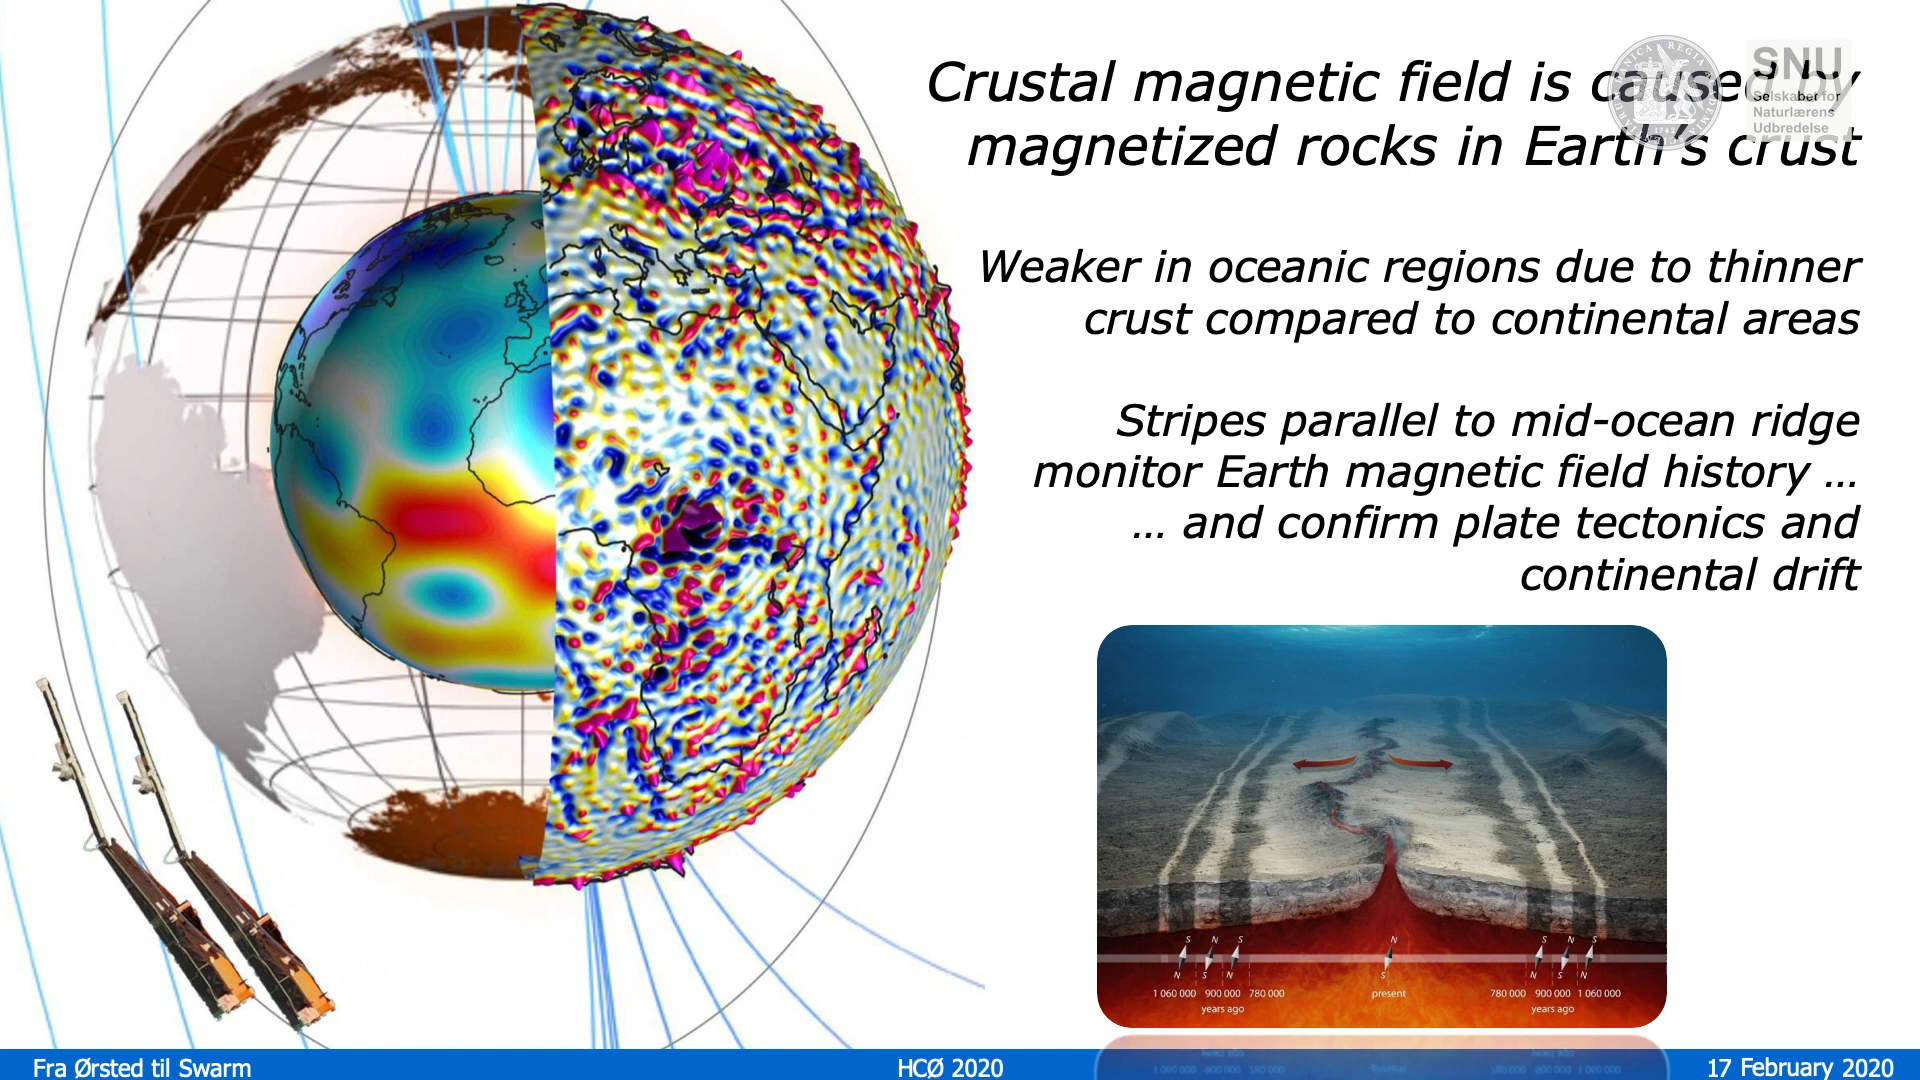 Crustal magnetic field is caused by
magnetized rocks in Earth's crust
SNU
Selskabet for
Naturlærens
Udbredelse
1742
Weaker in oceanic regions due to thinner
crust compared to continental areas
Stripes parallel to mid-ocean ridge
monitor Earth magnetic field history ...
... and confirm plate tectonics and
continental drift
S N S N S N S
N S N S N S N
1 060 000 900 000 780 000 present 780 000 900 000 1 060 000
years ago years ago
Fra Ørsted til Swarm HCØ 2020 17 February 2020